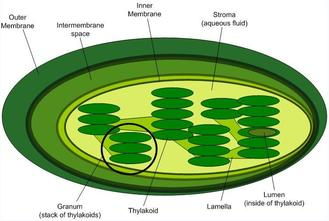 Outer
Membrane
Intermembrane
space
Inner
Membrane
Stroma
(aqueous fluid)
Granum
(stack of thylakoids)
Thylakoid
Lamella
Lumen
(inside of thylakoid)